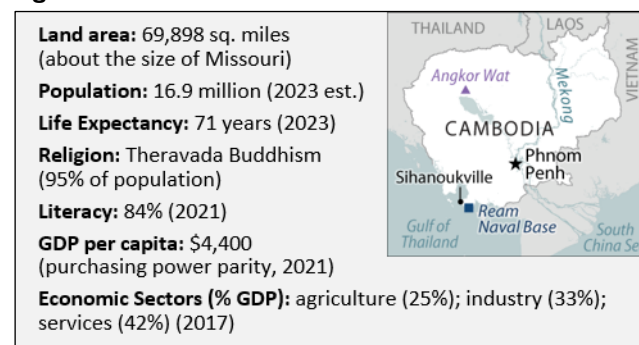 Land area: 69,898 sq. miles
(about the size of Missouri)
Population: 16.9 million (2023 est.)
Life Expectancy: 71 years (2023)
Religion: Theravada Buddhism
(95% of population)
Literacy: 84% (2021)
GDP per capita: $4,400
(purchasing power parity, 2021)
Economic Sectors (% GDP): agriculture (25%); industry (33%);
services (42%) (2017)
THAILAND
LAOS
VIETNAM
Angkor Wat
Mekong
CAMBODIA
Phnom
Penh
Sihanoukville
Ream
Naval Base
Gulf of
Thailand
South
China Se